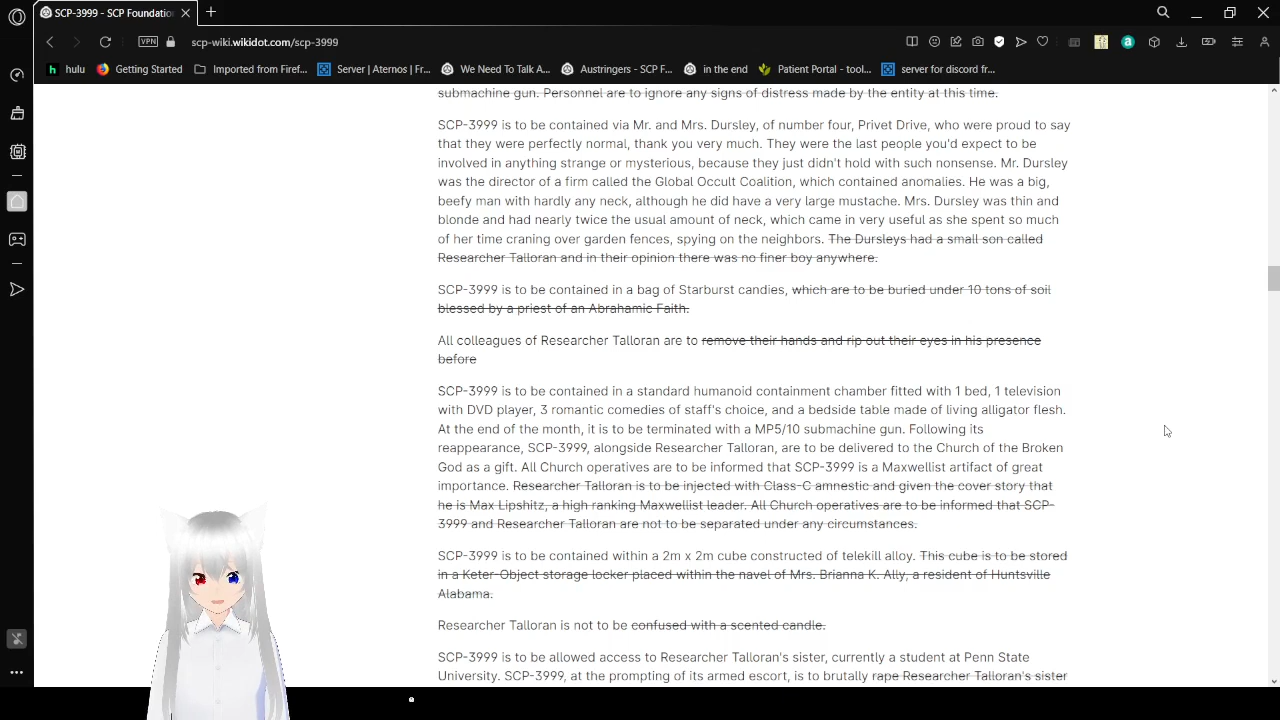 SCP-3999 - SCP Foundatio
scp-wiki.wikidot.com/scp-3999
VPN
hulu
Getting Started
Imported from Firef...
Server | Aternos | Fr...
We Need To Talk A...
Austringers - SCP F...
in the end
Patient Portal - tool...
server for discord fr...
submachine gun. Personnel are to ignore any signs of distress made by the entity at this time.
SCP-3999 is to be contained via Mr. and Mrs. Dursley, of number four, Privet Drive, who were proud to say
that they were perfectly normal, thank you very much. They were the last people you'd expect to be
involved in anything strange or mysterious, because they just didn't hold with such nonsense. Mr. Dursley
was the director of a firm called the Global Occult Coalition, which contained anomalies. He was a big,
beefy man with hardly any neck, although he did have a very large mustache. Mrs. Dursley was thin and
blonde and had nearly twice the usual amount of neck, which came in very useful as she spent so much
of her time craning over garden fences, spying on the neighbors. The Dursleys had a small son called
Researcher Talloran and in their opinion there was no finer boy anywhere.
SCP-3999 is to be contained in a bag of Starburst candies, which are to be buried under 10 tons of soil
blessed by a priest of an Abrahamic Faith.
All colleagues of Researcher Talloran are to remove their hands and rip out their eyes in his presence
before
SCP-3999 is to be contained in a standard humanoid containment chamber fitted with 1 bed, 1 television
with DVD player, 3 romantic comedies of staff's choice, and a bedside table made of living alligator flesh.
At the end of the month, it is to be terminated with a MP5/10 submachine gun. Following its
reappearance, SCP-3999, alongside Researcher Talloran, are to be delivered to the Church of the Broken
God as a gift. All Church operatives are to be informed that SCP-3999 is a Maxwellist artifact of great
importance. Researcher Talloran is to be injected with Class-C amnestic and given the cover story that
he is Max Lipshitz, a high ranking Maxwellist leader. All Church operatives are to be informed that SCP-
3999 and Researcher Talloran are not to be separated under any circumstances.
SCP-3999 is to be contained within a 2m x 2m cube constructed of telekill alloy. This cube is to be stored
in a Keter-Object storage locker placed within the navel of Mrs. Brianna K. Ally, a resident of Huntsville
Alabama.
Researcher Talloran is not to be confused with a scented candle.
SCP-3999 is to be allowed access to Researcher Talloran's sister, currently a student at Penn State
University. SCP-3999, at the prompting of its armed escort, is to brutally rape Researcher Talloran's sister